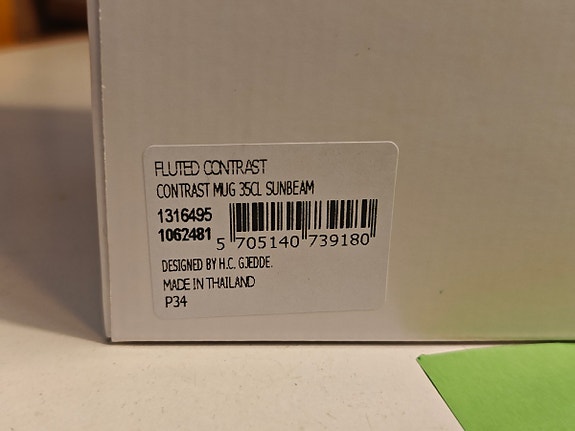 FLUTED CONTRAST
CONTRAST MUG 35CL SUNBEAM
1316495
1062481
5 705140 739180
DESIGNED BY H.C. GJEDDE.
MADE IN THAILAND
P34